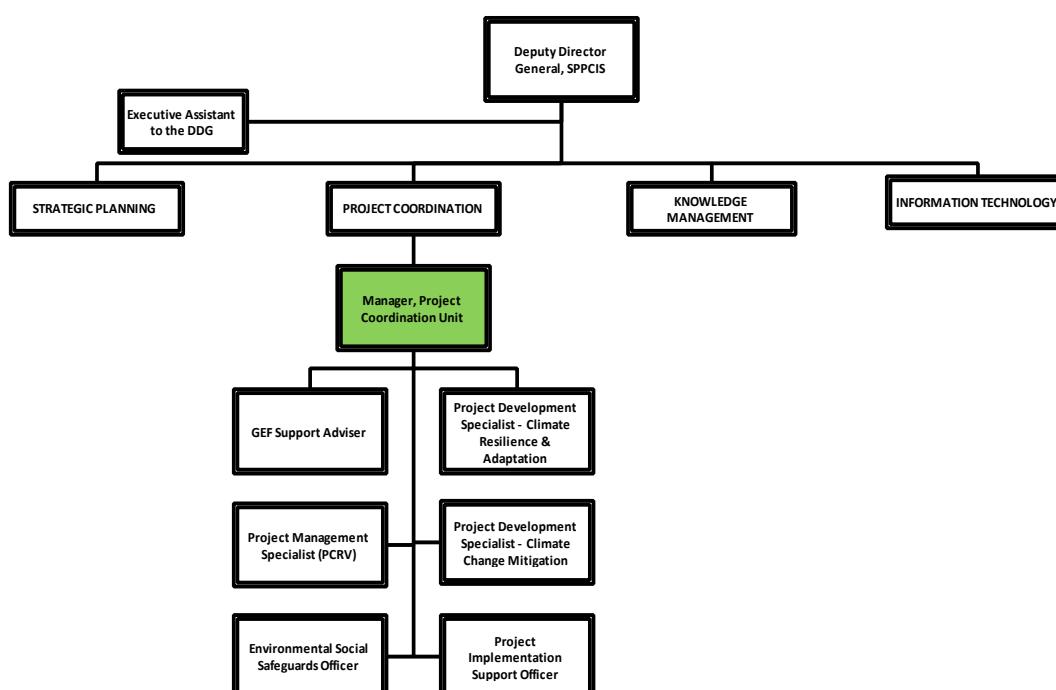 Deputy Director
General, SPPCIS
Executive Assistant
to the DDG
STRATEGIC PLANNING
PROJECT COORDINATION
KNOWLEDGE
MANAGEMENT
INFORMATION TECHNOLOGY
Manager, Project
Coordination Unit
GEF Support Adviser
Project Development
Specialist - Climate
Resilience &
Adaptation
Project Management
Specialist (PCRV)
Project Development
Specialist - Climate
Change Mitigation
Environmental Social
Safeguards Officer
Project
Implementation
Support Officer